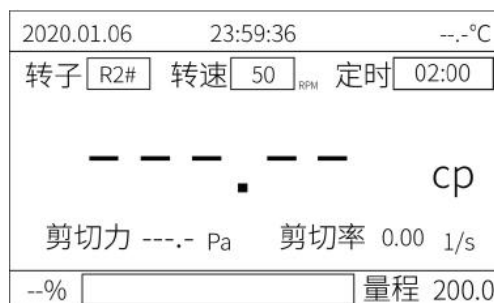 2020.01.06 23:59:36 --.-°C
转子 R2# 转速 50 RPM 定时 02:00
---.-- cp
剪切力 ---.- Pa 剪切率 0.00 1/s
--% 量程 200.0